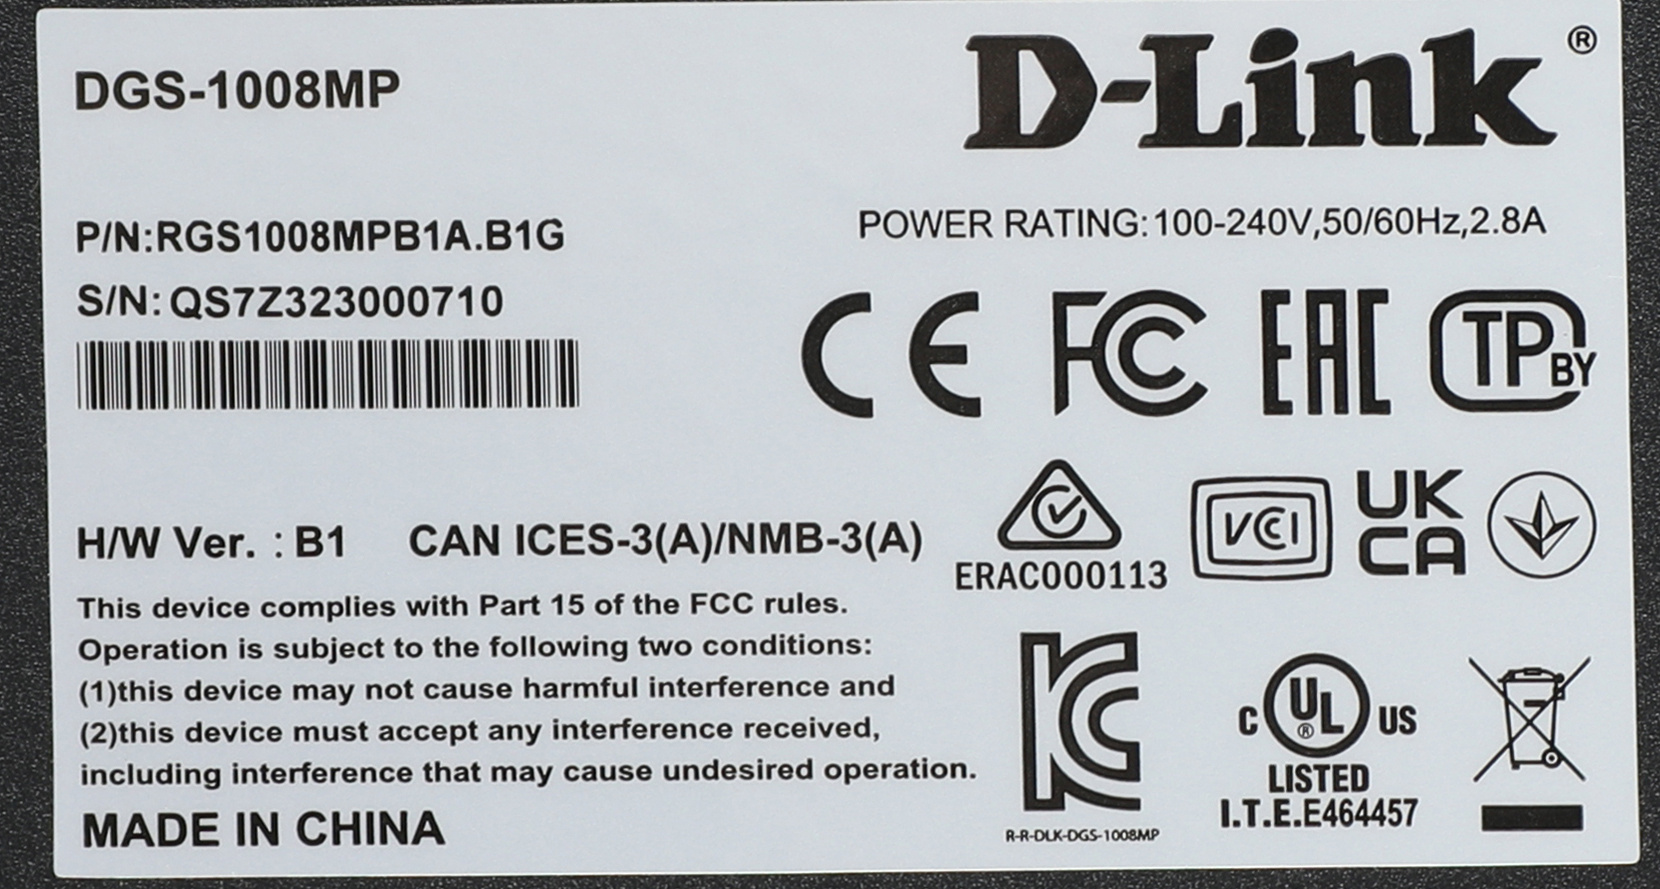 DGS-1008MP
D-Link®
P/N:RGS1008MPB1A.B1G
POWER RATING:100-240V,50/60Hz,2.8A
S/N: QS7Z323000710
CE FC EAC TP BY
H/W Ver. : B1 CAN ICES-3(A)/NMB-3(A)
ERAC000113
VCCI
UK
CA
This device complies with Part 15 of the FCC rules.
Operation is subject to the following two conditions:
(1)this device may not cause harmful interference and
(2)this device must accept any interference received,
including interference that may cause undesired operation.
MADE IN CHINA
KC
R-R-DLK-DGS-1008MP
C UL® US
LISTED
I.T.E.E464457